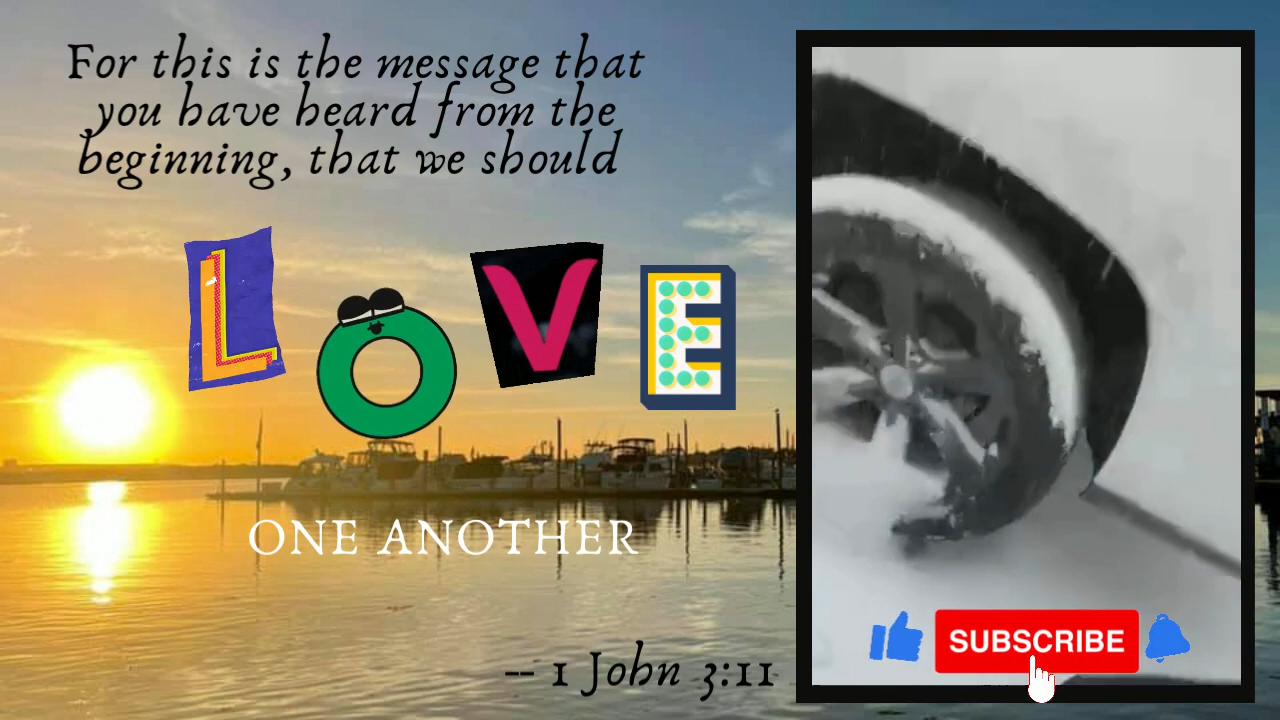 For this is the message that
you have heard from the
beginning, that we should
LOVE
ONE ANOTHER
-- 1 John 3:11
SUBSCRIBE